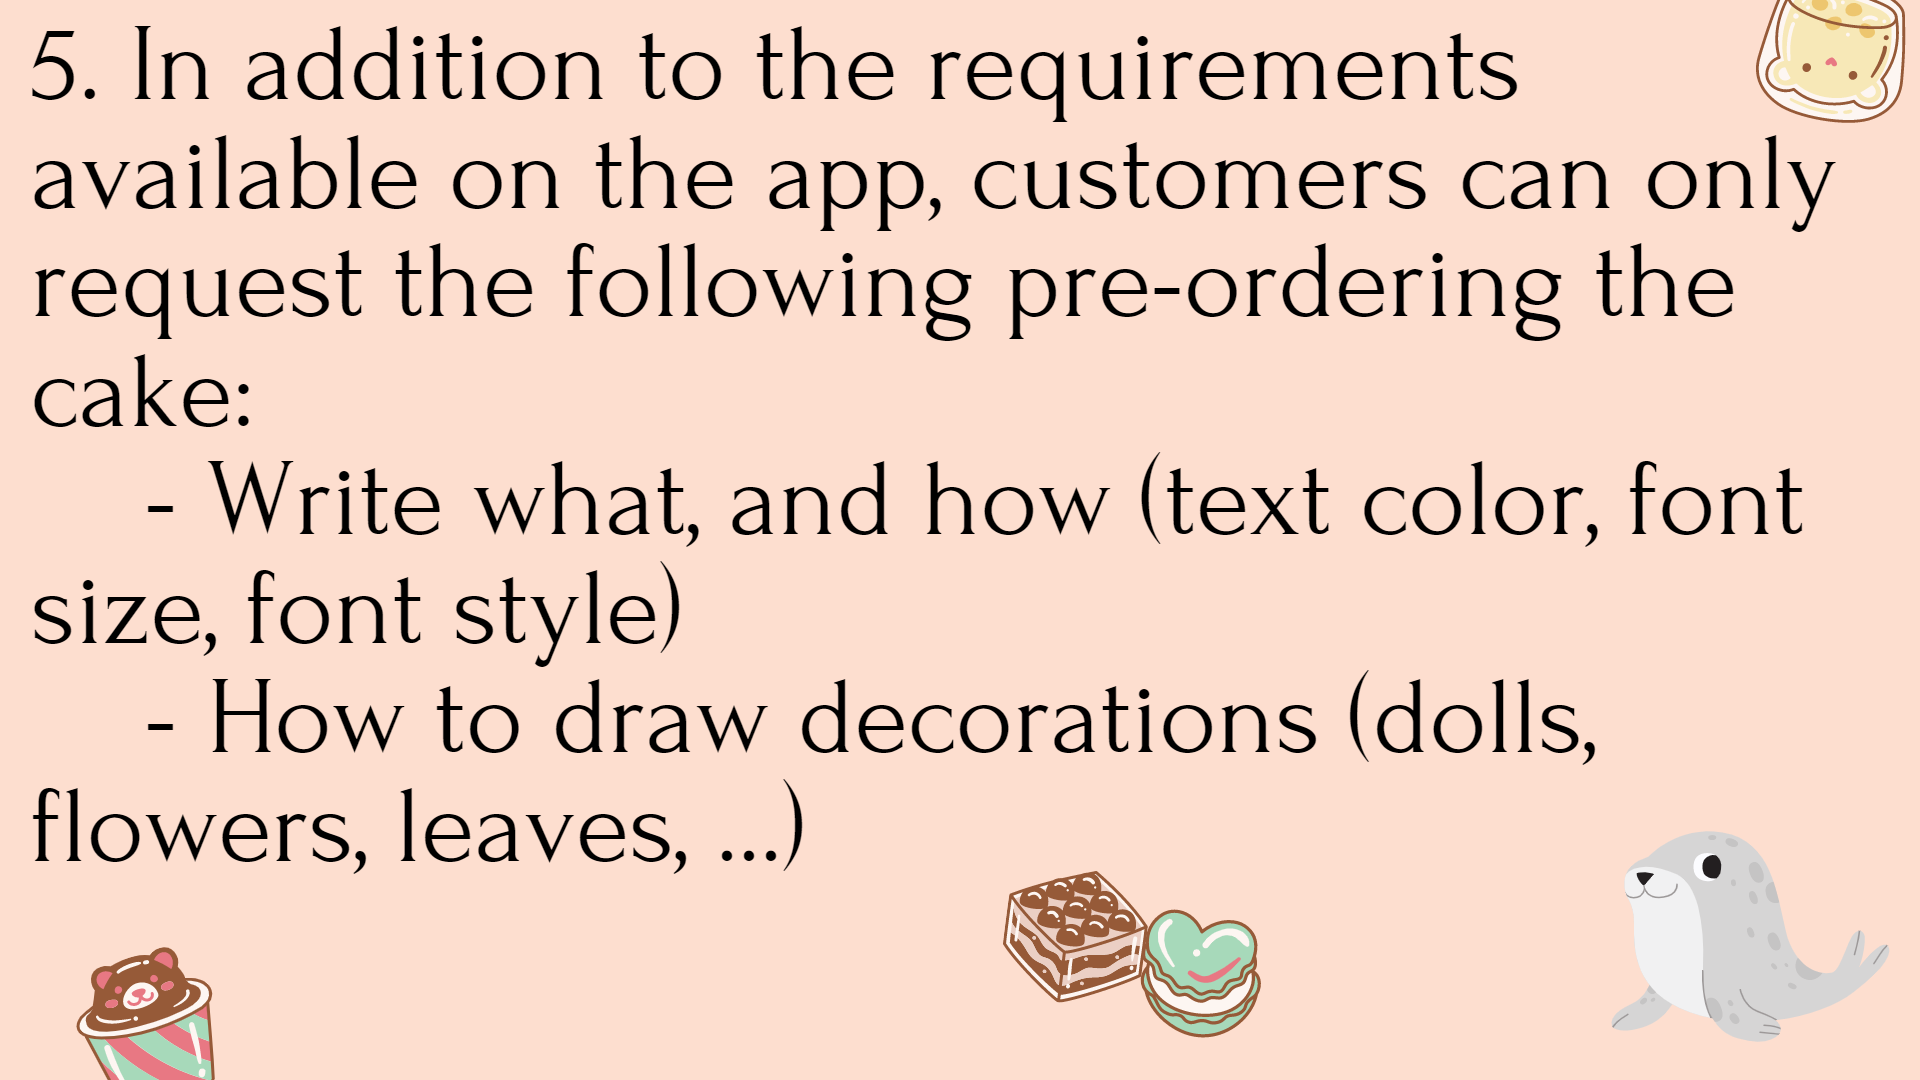 5. In addition to the requirements
available on the app, customers can only
request the following pre-ordering the
cake:
- Write what, and how (text color, font
size, font style)
- How to draw decorations (dolls,
flowers, leaves, ...)